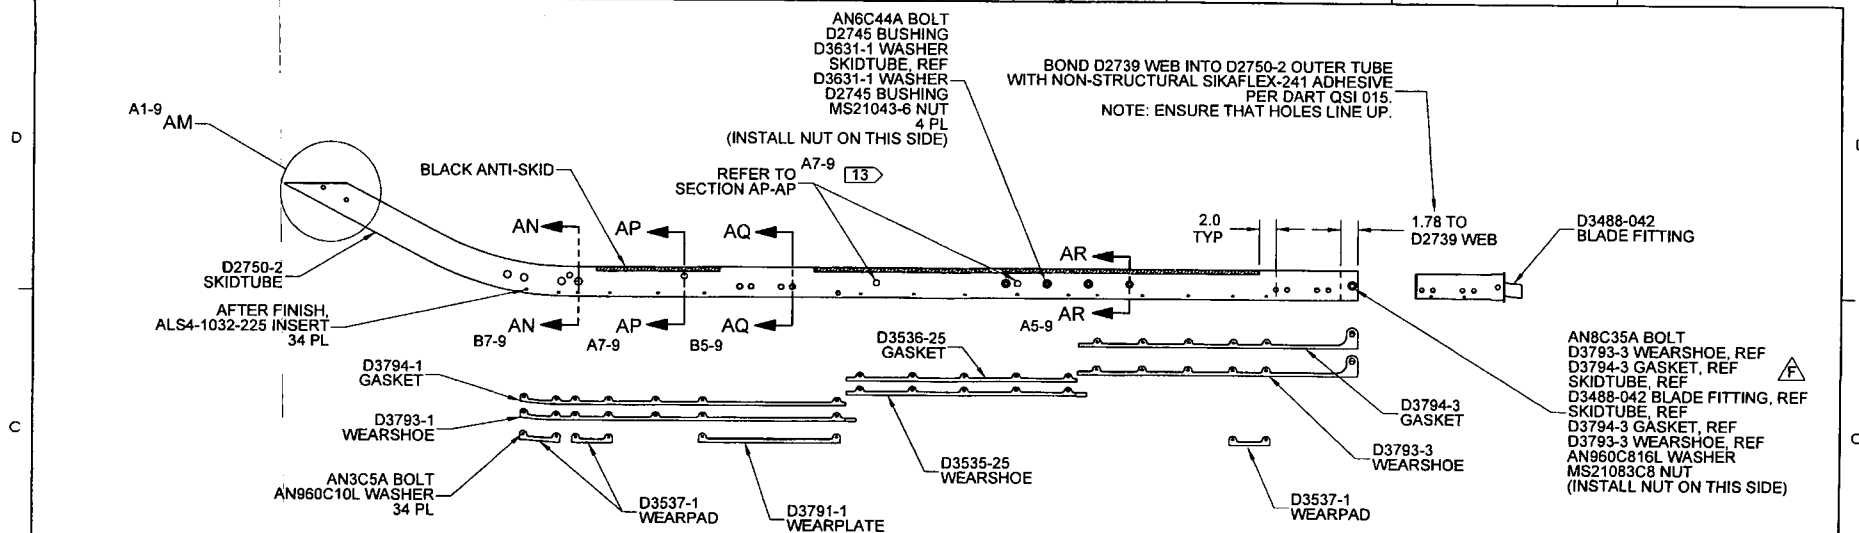 AN6C44A BOLT
D2745 BUSHING
D3631-1 WASHER
SKIDTUBE, REF
D3631-1 WASHER
D2745 BUSHING
MS21043-6 NUT
4 PL
(INSTALL NUT ON THIS SIDE)
BOND D2739 WEB INTO D2750-2 OUTER TUBE
WITH NON-STRUCTURAL SIKAFLEX-241 ADHESIVE
PER DART QSI 015.
NOTE: ENSURE THAT HOLES LINE UP.
A1-9
AM
D
BLACK ANTI-SKID
REFER TO
SECTION AP-AP
A7-9
13
AN
AP
AQ
AR
2.0
TYP
1.78 TO
D2739 WEB
D3488-042
BLADE FITTING
D2750-2
SKIDTUBE
AFTER FINISH,
ALS4-1032-225 INSERT
34 PL
AN
B7-9
AP
A7-9
AQ
B5-9
AR
A5-9
D3794-1
GASKET
D3793-1
WEARSHOE
AN3C5A BOLT
AN960C10L WASHER
34 PL
D3537-1
WEARPAD
D3791-1
WEARPLATE
D3536-25
GASKET
D3535-25
WEARSHOE
D3794-3
GASKET
D3793-3
WEARSHOE
D3537-1
WEARPAD
AN8C35A BOLT
D3793-3 WEARSHOE, REF
D3794-3 GASKET, REF
SKIDTUBE, REF
D3488-042 BLADE FITTING, REF
SKIDTUBE, REF
D3794-3 GASKET, REF
D3793-3 WEARSHOE, REF
AN960C816L WASHER
MS21083C8 NUT
(INSTALL NUT ON THIS SIDE)
F
C
C